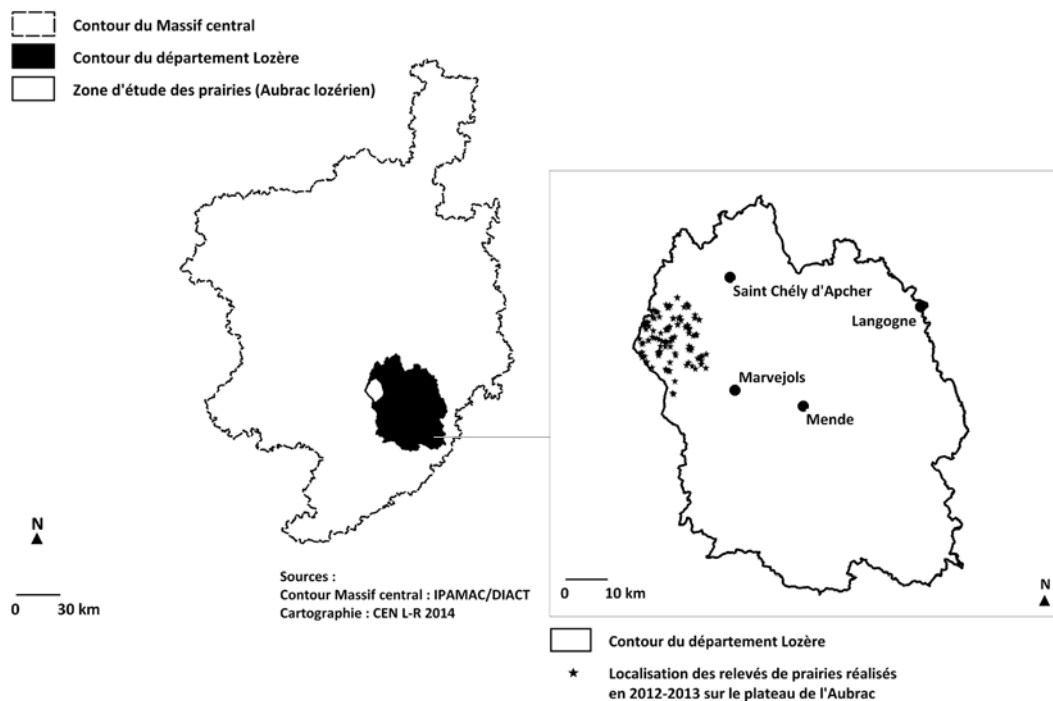 Contour du Massif central
Contour du département Lozère
Zone d'étude des prairies (Aubrac lozérien)
N
0 30 km
Sources :
Contour Massif central : IPAMAC/DIACT
Cartographie : CEN L-R 2014
Saint Chély d'Apcher
Langogne
Marvejols
Mende
0 10 km
N
Contour du département Lozère
Localisation des relevés de prairies réalisés
en 2012-2013 sur le plateau de l'Aubrac